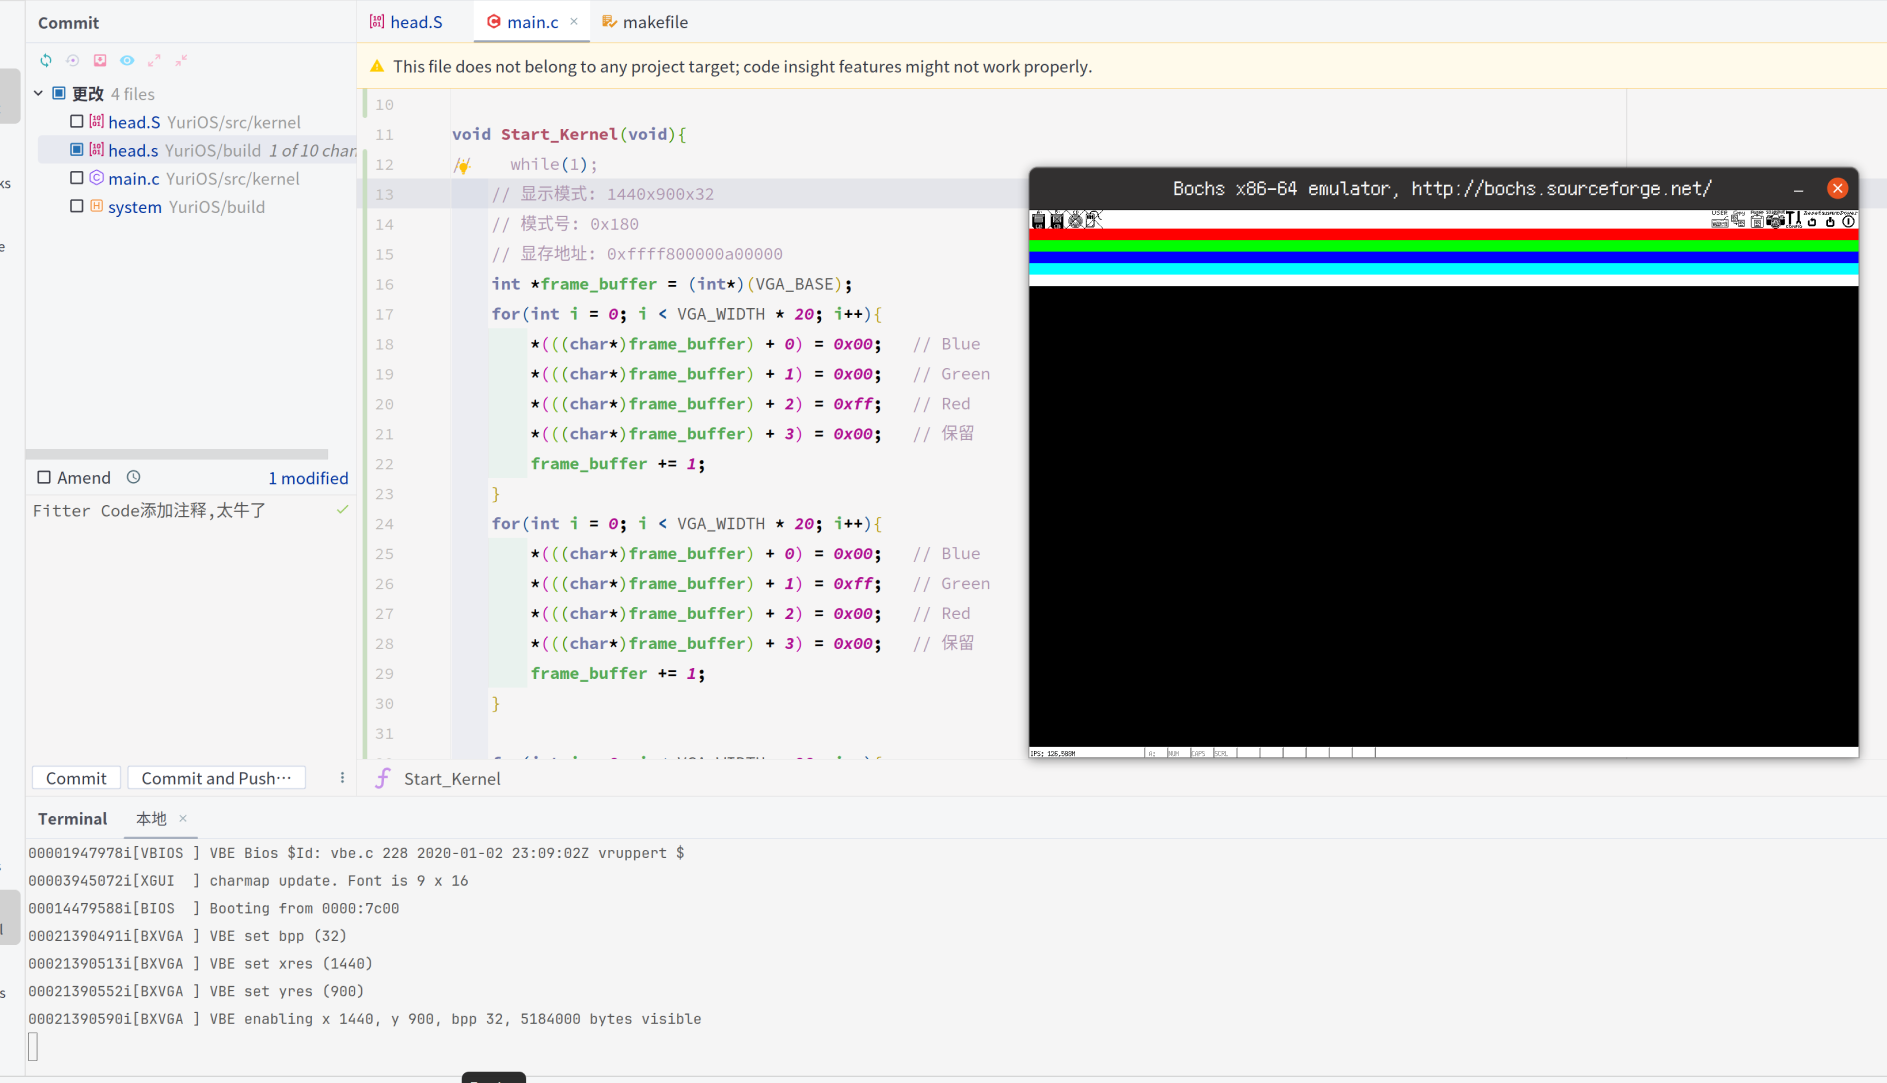 Commit
更改 4 files
head.S YuriOS/src/kernel
head.s YuriOS/build 1 of 10 chan
main.c YuriOS/src/kernel
system YuriOS/build
Amend
1 modified
Fitter Code添加注释,太牛了
Commit
Commit and Push…
head.S
main.c ×
makefile
This file does not belong to any project target; code insight features might not work properly.
10
11 void Start_Kernel(void){
12 // while(1);
13 // 显示模式: 1440x900x32
14 // 模式号: 0x180
15 // 显存地址: 0xffff800000a00000
16 int *frame_buffer = (int*)(VGA_BASE);
17 for(int i = 0; i < VGA_WIDTH * 20; i++){
18 *(((char*)frame_buffer) + 0) = 0x00; // Blue
19 *(((char*)frame_buffer) + 1) = 0x00; // Green
20 *(((char*)frame_buffer) + 2) = 0xff; // Red
21 *(((char*)frame_buffer) + 3) = 0x00; // 保留
22 frame_buffer += 1;
23 }
24 for(int i = 0; i < VGA_WIDTH * 20; i++){
25 *(((char*)frame_buffer) + 0) = 0x00; // Blue
26 *(((char*)frame_buffer) + 1) = 0xff; // Green
27 *(((char*)frame_buffer) + 2) = 0x00; // Red
28 *(((char*)frame_buffer) + 3) = 0x00; // 保留
29 frame_buffer += 1;
30 }
31
Start_Kernel
Bochs x86-64 emulator, http://bochs.sourceforge.net/
USER
NUM CAPS SCRL
Terminal 本地 ×
00001947978i[VBIOS ] VBE Bios $Id: vbe.c 228 2020-01-02 23:09:02Z vruppert $
00003945072i[XGUI ] charmap update. Font is 9 x 16
00014479588i[BIOS ] Booting from 0000:7c00
00021390491i[BXVGA ] VBE set bpp (32)
00021390513i[BXVGA ] VBE set xres (1440)
00021390552i[BXVGA ] VBE set yres (900)
00021390590i[BXVGA ] VBE enabling x 1440, y 900, bpp 32, 5184000 bytes visible